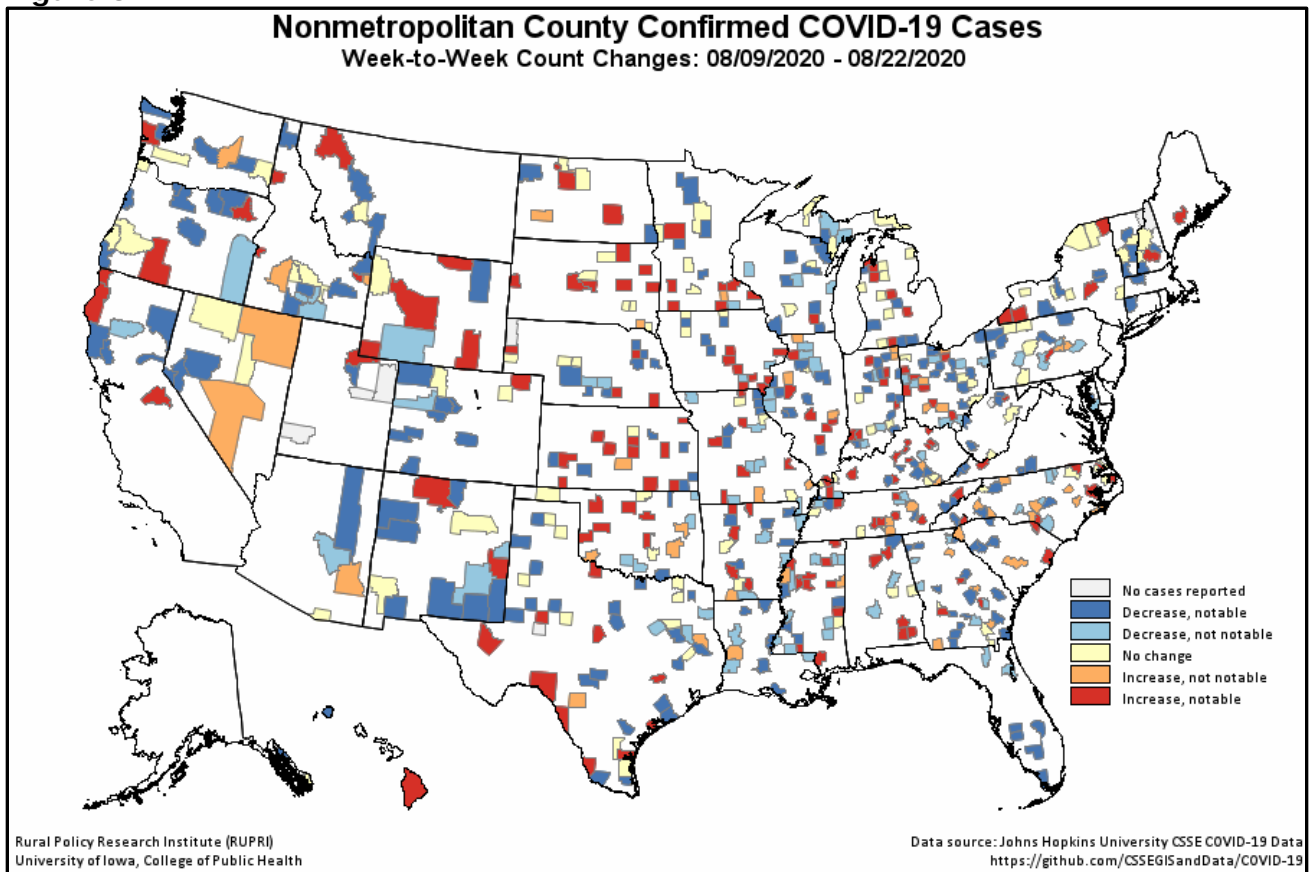 Nonmetropolitan County Confirmed COVID-19 Cases
Week-to-Week Count Changes: 08/09/2020 - 08/22/2020
No cases reported
Decrease, notable
Decrease, not notable
No change
Increase, not notable
Increase, notable
Rural Policy Research Institute (RUPRI)
University of Iowa, College of Public Health
Data source: Johns Hopkins University CSSE COVID-19 Data
https://github.com/CSSEGISandData/COVID-19